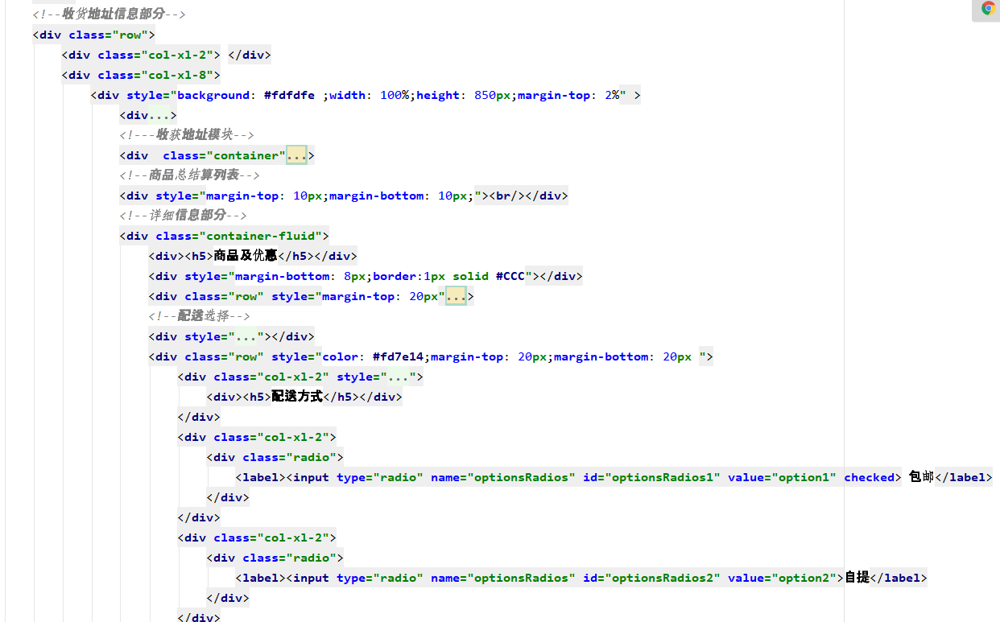 <!--收货地址信息部分-->
<div class="row">
<div class="col-xl-2"> </div>
<div class="col-xl-8">
<div style="background: #fdfdfe ;width: 100%;height: 850px;margin-top: 2%" >
<div...>
<!---收获地址模块-->
<div  class="container"...>
<!--商品总结算列表-->
<div style="margin-top: 10px;margin-bottom: 10px;"><br/></div>
<!--详细信息部分-->
<div class="container-fluid">
<div><h5>商品及优惠</h5></div>
<div style="margin-bottom: 8px;border:1px solid #CCC"></div>
<div class="row" style="margin-top: 20px"...>
<!--配送选择-->
<div style="..."></div>
<div class="row" style="color: #fd7e14;margin-top: 20px;margin-bottom: 20px ">
<div class="col-xl-2" style="...">
<div><h5>配送方式</h5></div>
</div>
<div class="col-xl-2">
<div class="radio">
<label><input type="radio" name="optionsRadios" id="optionsRadios1" value="option1" checked> 包邮</label>
</div>
</div>
<div class="col-xl-2">
<div class="radio">
<label><input type="radio" name="optionsRadios" id="optionsRadios2" value="option2">自提</label>
</div>
</div>